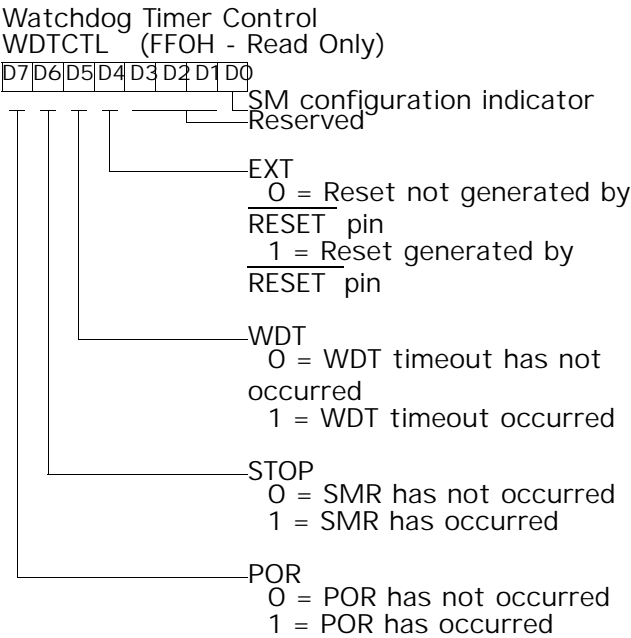 Watchdog Timer Control
WDTCTL (FF0H - Read Only)
D7 D6 D5 D4 D3 D2 D1 D0
SM configuration indicator
Reserved
EXT
0 = Reset not generated by
RESET pin
1 = Reset generated by
RESET pin
WDT
0 = WDT timeout has not
occurred
1 = WDT timeout occurred
STOP
0 = SMR has not occurred
1 = SMR has occurred
POR
0 = POR has not occurred
1 = POR has occurred